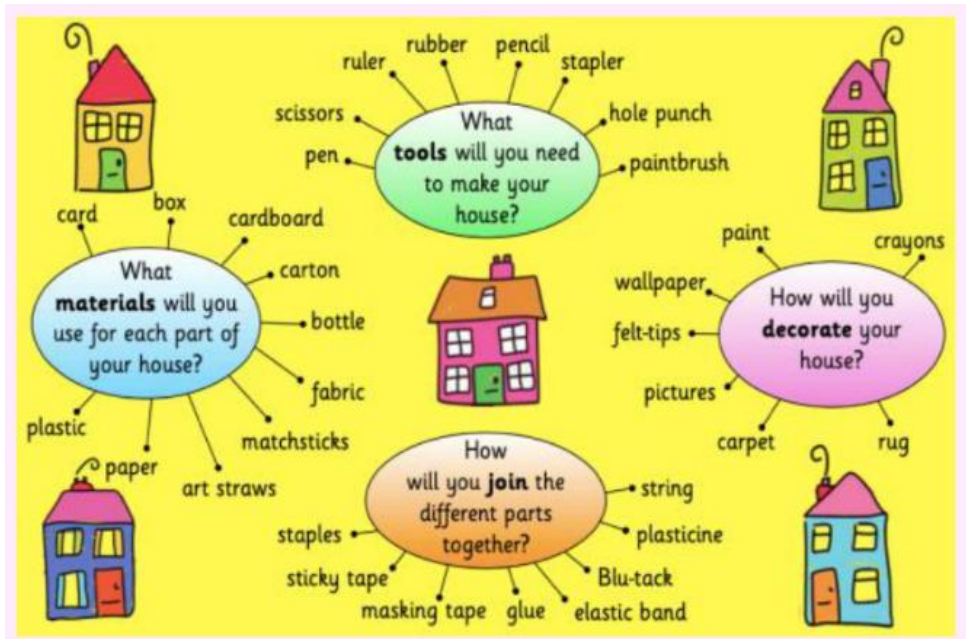 rubber
pencil
ruler
stapler
scissors
hole punch
pen
paintbrush
What
tools will you need
to make your
house?
card
box
cardboard
carton
bottle
fabric
matchsticks
art straws
paper
plastic
What
materials will you
use for each part of
your house?
paint
crayons
wallpaper
felt-tips
pictures
carpet
rug
How will you
decorate your
house?
How
will you join the
different parts
together?
string
plasticine
Blu-tack
elastic band
glue
masking tape
sticky tape
staples